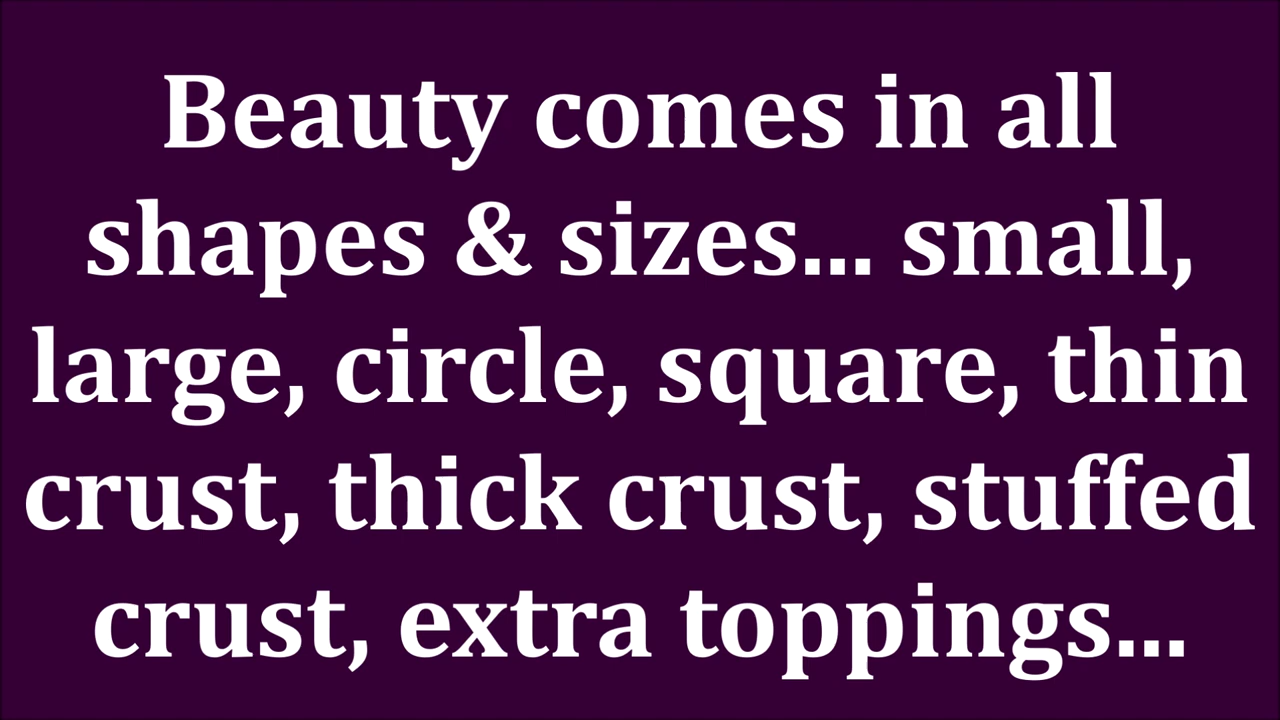 Beauty comes in all
shapes & sizes... small,
large, circle, square, thin
crust, thick crust, stuffed
crust, extra toppings...